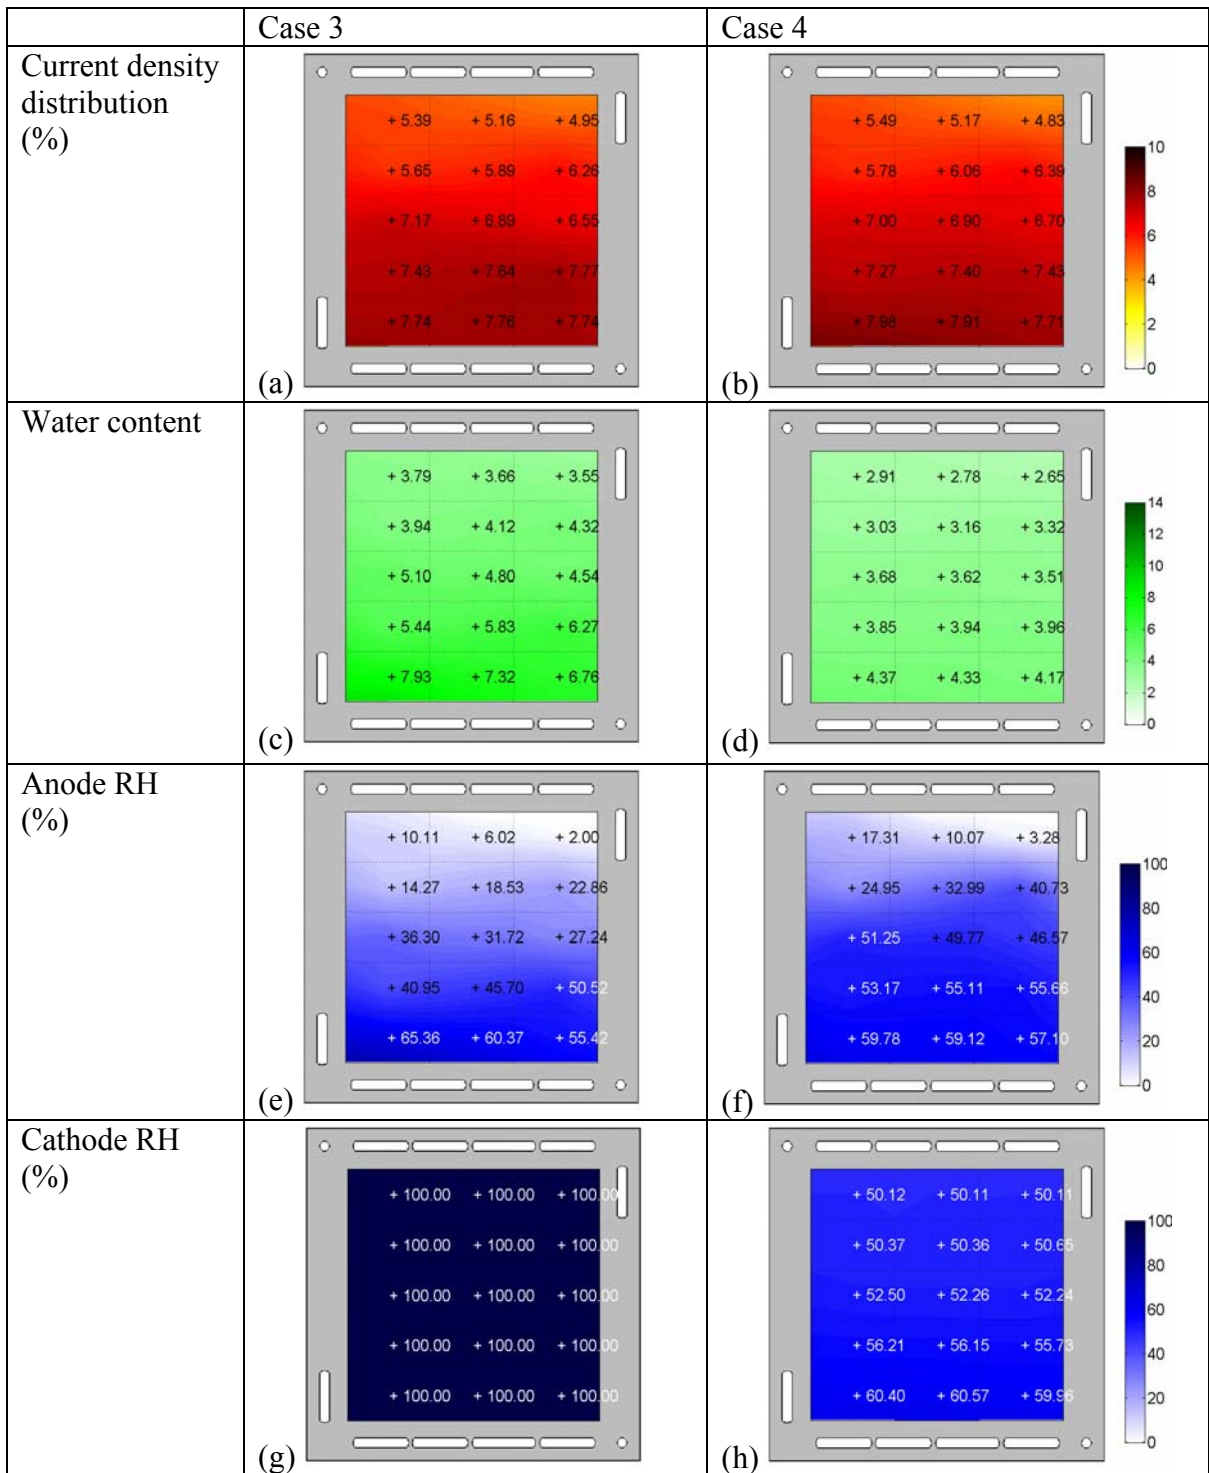 Case 3
Case 4
Current density
distribution
(%)
+ 5.39 + 5.16 + 4.95
+ 5.65 + 5.89 + 6.26
+ 7.17 + 6.89 + 6.55
+ 7.43 + 7.64 + 7.77
+ 7.74 + 7.76 + 7.74
(a)
+ 5.49 + 5.17 + 4.83
+ 5.78 + 6.06 + 6.39
+ 7.00 + 6.90 + 6.70
+ 7.27 + 7.40 + 7.43
+ 7.98 + 7.91 + 7.71
(b)
10
8
6
4
2
0
Water content
+ 3.79 + 3.66 + 3.55
+ 3.94 + 4.12 + 4.32
+ 5.10 + 4.80 + 4.54
+ 5.44 + 5.83 + 6.27
+ 7.93 + 7.32 + 6.76
(c)
+ 2.91 + 2.78 + 2.65
+ 3.03 + 3.16 + 3.32
+ 3.68 + 3.62 + 3.51
+ 3.85 + 3.94 + 3.96
+ 4.37 + 4.33 + 4.17
(d)
14
12
10
8
6
4
2
0
Anode RH
(%)
+ 10.11 + 6.02 + 2.00
+ 14.27 + 18.53 + 22.86
+ 36.30 + 31.72 + 27.24
+ 40.95 + 45.70 + 50.52
+ 65.36 + 60.37 + 55.42
(e)
+ 17.31 + 10.07 + 3.28
+ 24.95 + 32.99 + 40.73
+ 51.25 + 49.77 + 46.57
+ 53.17 + 55.11 + 55.66
+ 59.78 + 59.12 + 57.10
(f)
100
80
60
40
20
0
Cathode RH
(%)
+ 100.00 + 100.00 + 100.00
+ 100.00 + 100.00 + 100.00
+ 100.00 + 100.00 + 100.00
+ 100.00 + 100.00 + 100.00
+ 100.00 + 100.00 + 100.00
(g)
+ 50.12 + 50.11 + 50.11
+ 50.37 + 50.36 + 50.65
+ 52.50 + 52.26 + 52.24
+ 56.21 + 56.15 + 55.73
+ 60.40 + 60.57 + 59.96
(h)
100
80
60
40
20
0